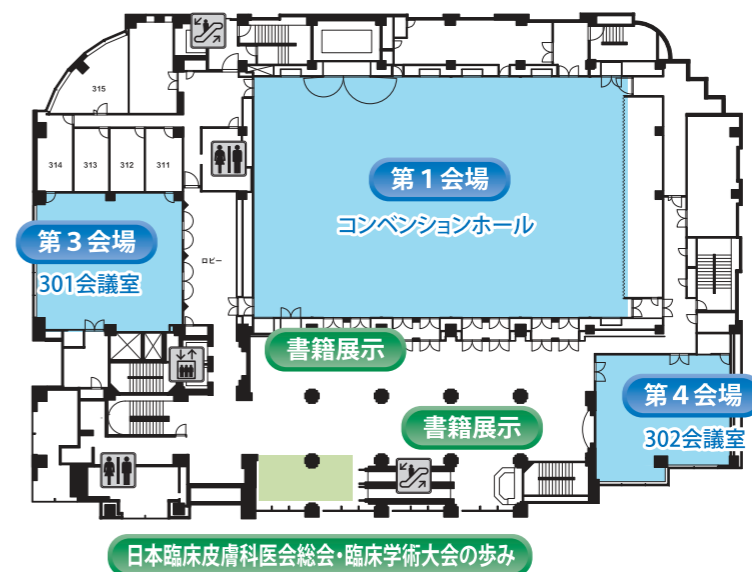 315
314
313
312
311
第1会場
コンベンションホール
第3会場
301会議室
ロビー
書籍展示
第4会場
302会議室
書籍展示
日本臨床皮膚科医会総会・臨床学術大会の歩み